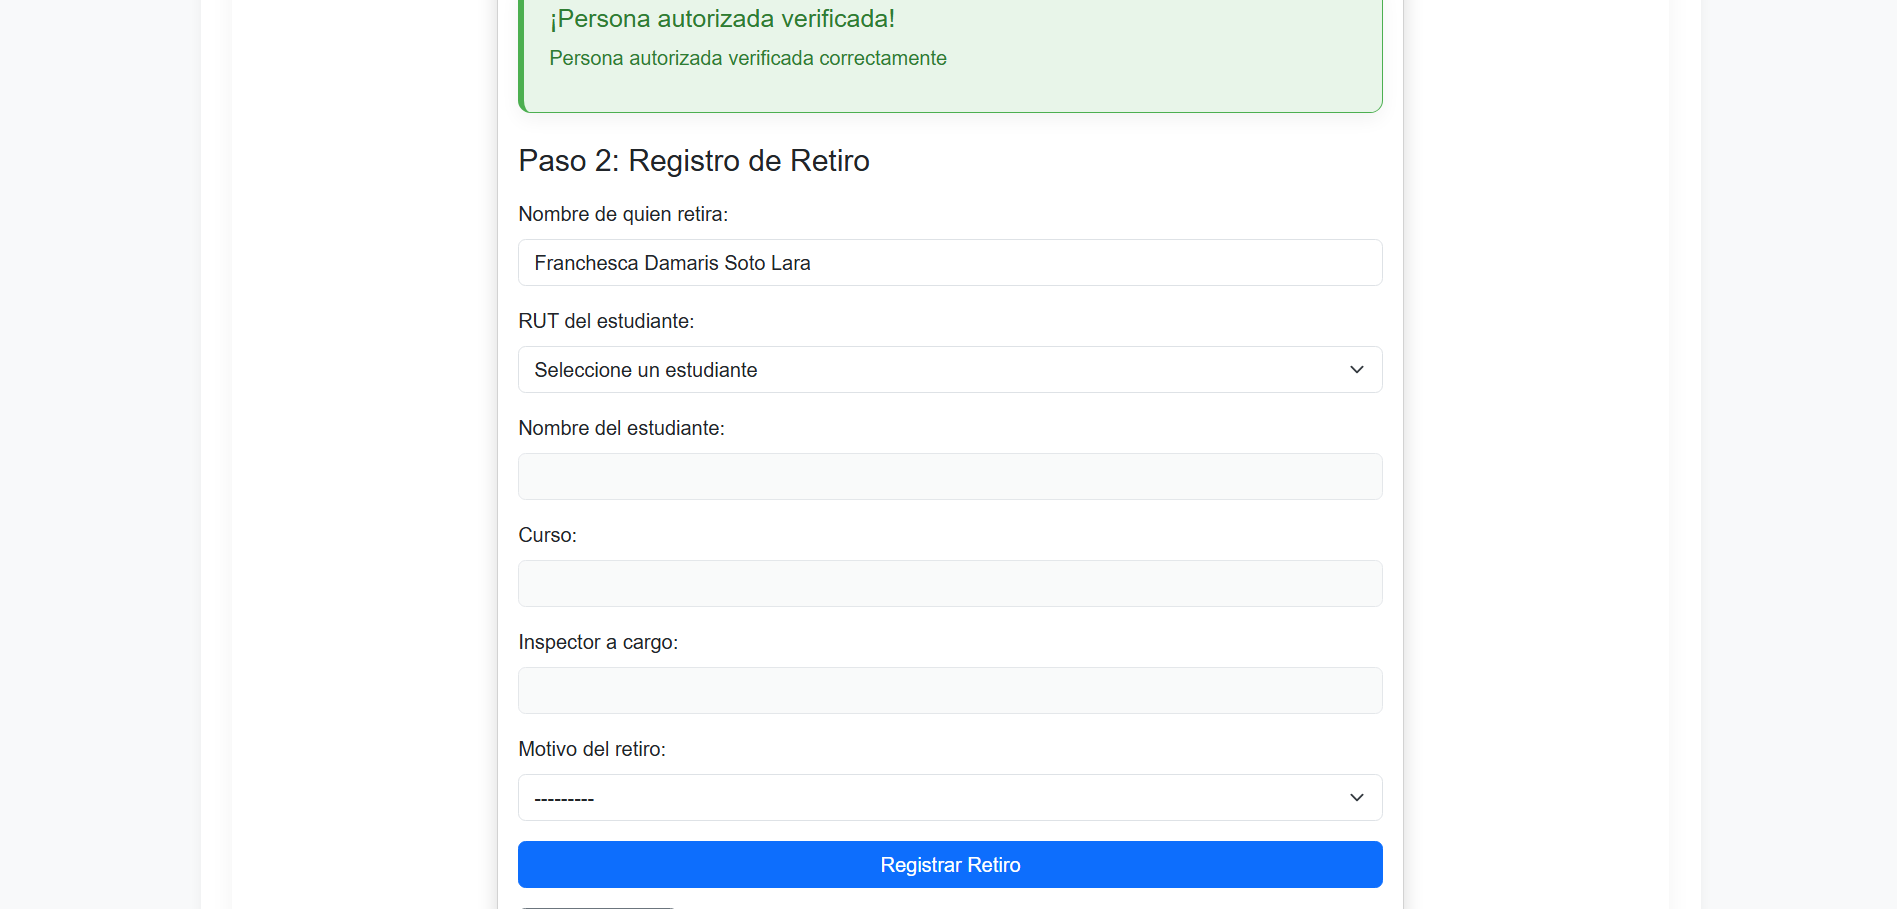 ¡Persona autorizada verificada!
Persona autorizada verificada correctamente
Paso 2: Registro de Retiro
Nombre de quien retira:
Franchesca Damaris Soto Lara
RUT del estudiante:
Seleccione un estudiante
Nombre del estudiante:
Curso:
Inspector a cargo:
Motivo del retiro:
---------
Registrar Retiro